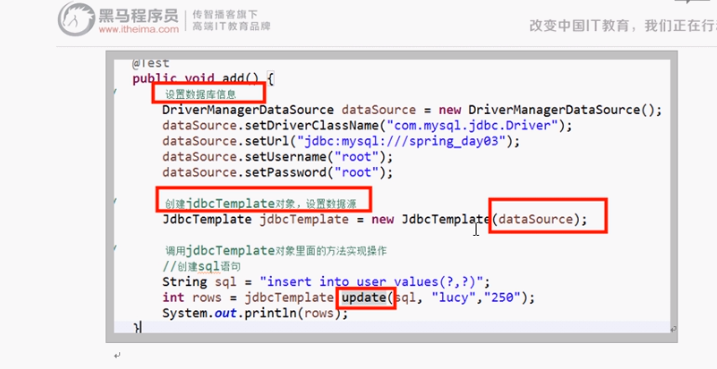 黑马程序员
www.itheima.com
传智播客旗下
高端IT教育品牌
改变中国IT教育，我们正在行
@Test
public void add() {
设置数据库信息
DriverManagerDataSource dataSource = new DriverManagerDataSource();
dataSource.setDriverClassName("com.mysql.jdbc.Driver");
dataSource.setUrl("jdbc:mysql:///spring_day03");
dataSource.setUsername("root");
dataSource.setPassword("root");
创建jdbcTemplate对象，设置数据源
JdbcTemplate jdbcTemplate = new JdbcTemplate(dataSource);
调用jdbcTemplate对象里面的方法实现操作
//创建sql语句
String sql = "insert into user values(?,?)";
int rows = jdbcTemplate.update(sql, "lucy","250");
System.out.println(rows);
}